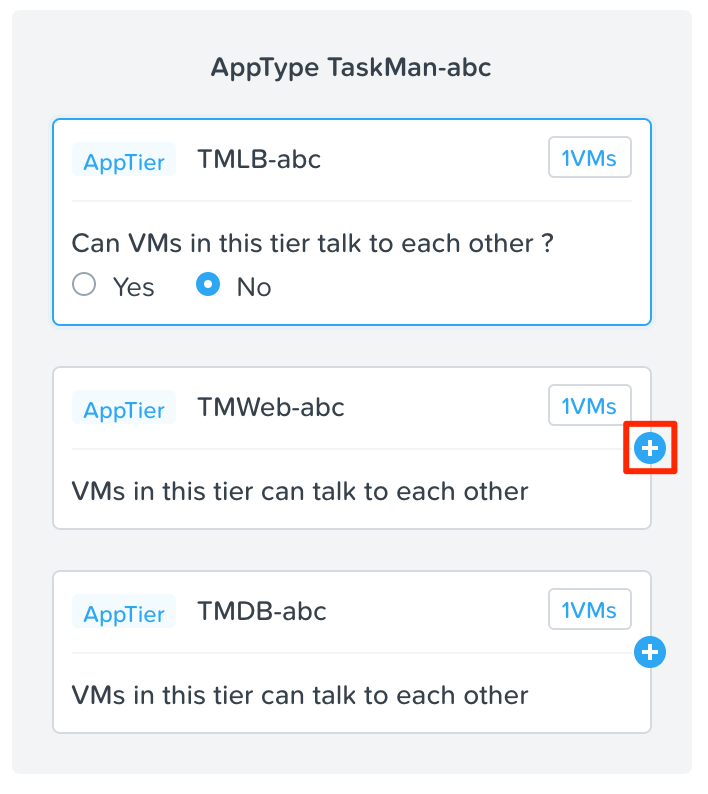 AppType TaskMan-abc
AppTier TMLB-abc 1VMs
Can VMs in this tier talk to each other ?
Yes No
AppTier TMWeb-abc 1VMs
VMs in this tier can talk to each other
AppTier TMDB-abc 1VMs
VMs in this tier can talk to each other